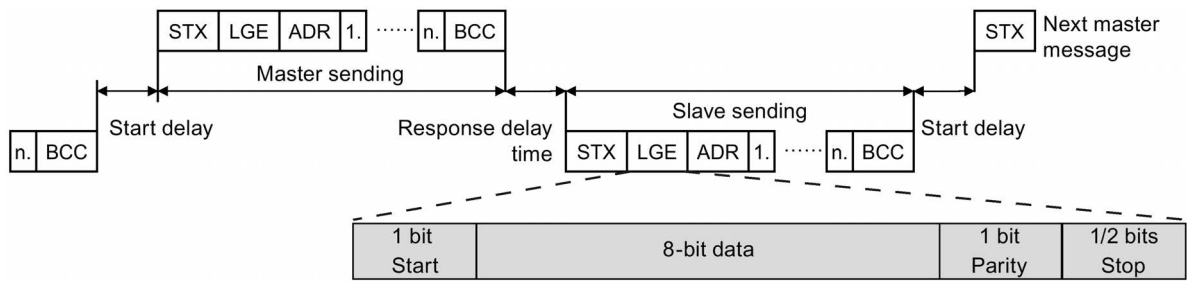 STX LGE ADR 1. ······ n. BCC
STX
Next master
message
Master sending
Start delay
Response delay
time
Slave sending
Start delay
n. BCC
STX LGE ADR 1. ······ n. BCC
1 bit
Start
8-bit data
1 bit
Parity
1/2 bits
Stop